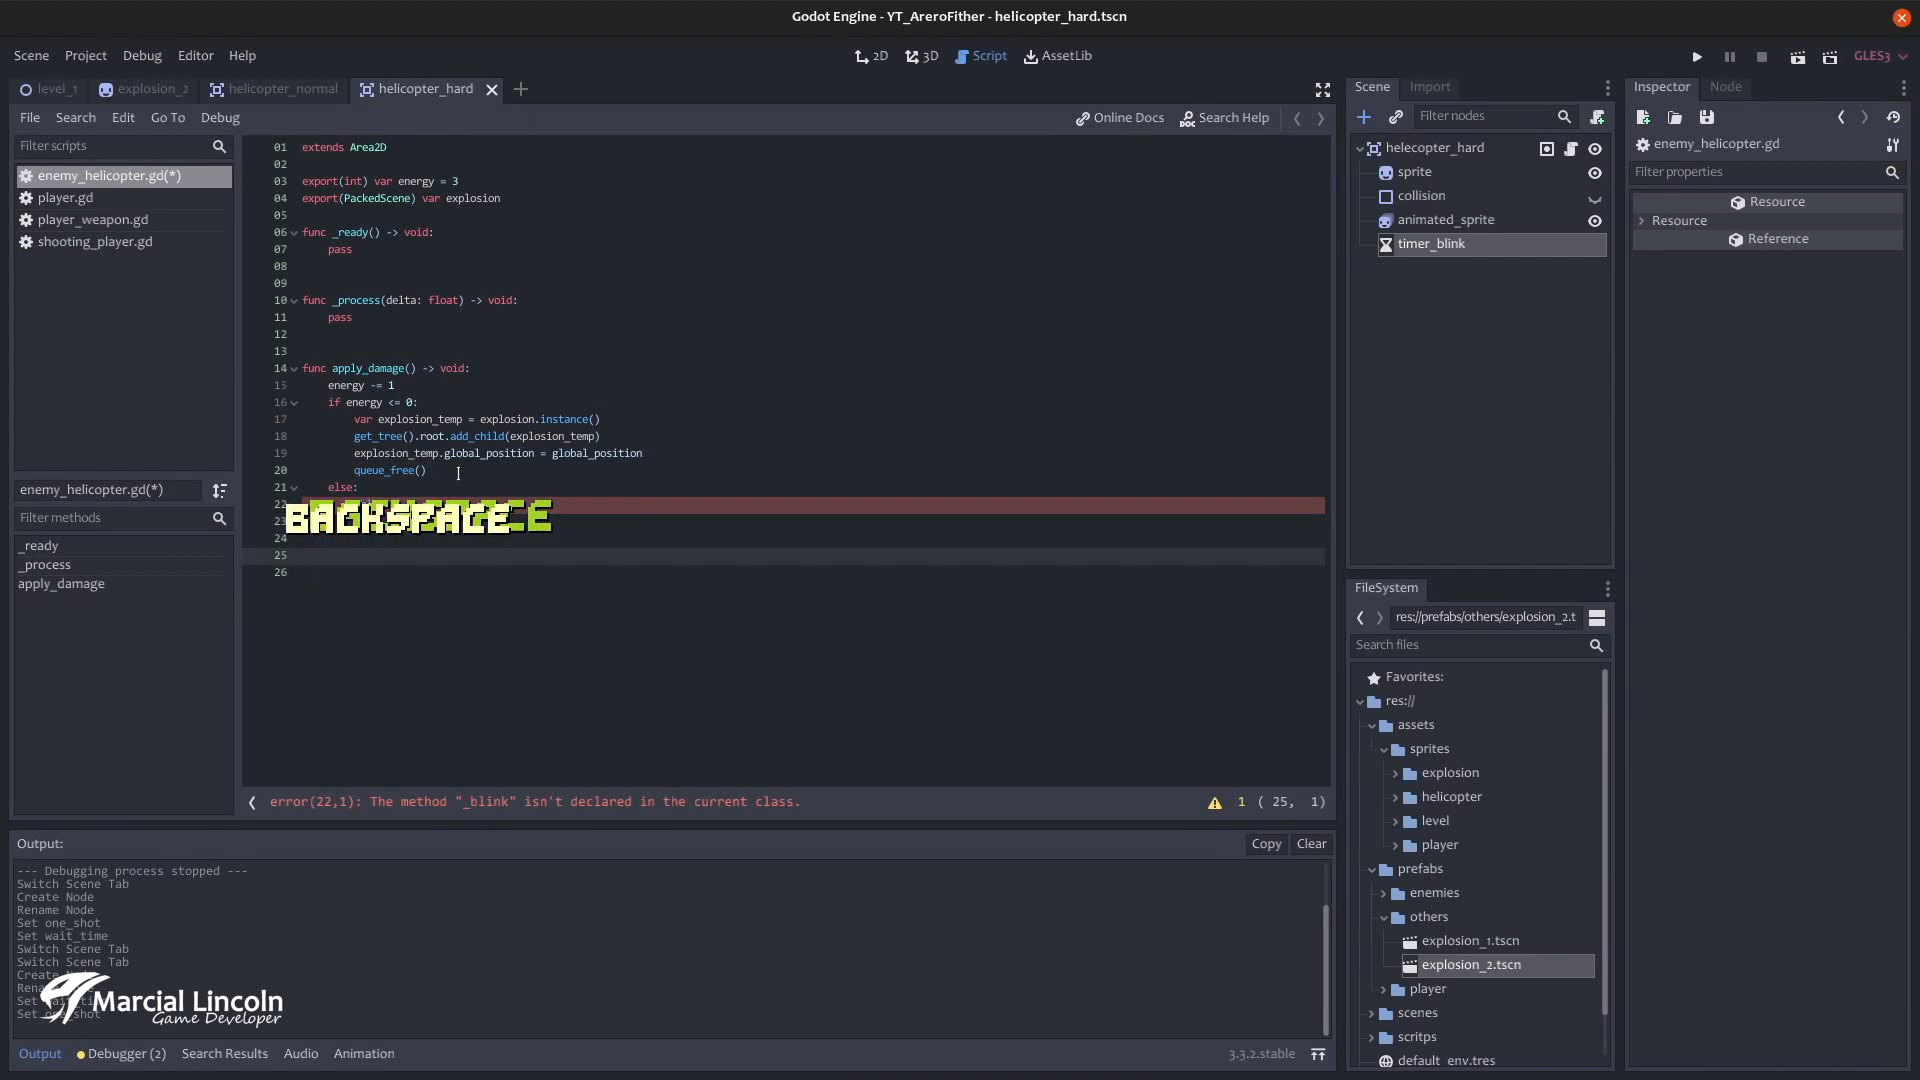 Godot Engine - YT_AreroFither - helicopter_hard.tscn
Scene Project Debug Editor Help
2D 3D Script AssetLib
GLES3
level_1 explosion_2 helicopter_normal helicopter_hard
File Search Edit Go To Debug
Online Docs Search Help
Filter scripts
enemy_helicopter.gd(*)
player.gd
player_weapon.gd
shooting_player.gd
enemy_helicopter.gd(*)
Filter methods
_ready
_process
apply_damage
01 extends Area2D
02
03 export(int) var energy = 3
04 export(PackedScene) var explosion
05
06 func _ready() -> void:
07 pass
08
09
10 func _process(delta: float) -> void:
11 pass
12
13
14 func apply_damage() -> void:
15 energy -= 1
16 if energy <= 0:
17 var explosion_temp = explosion.instance()
18 get_tree().root.add_child(explosion_temp)
19 explosion_temp.global_position = global_position
20 queue_free()
21 else:
22
BACKSPACE
24
25
26
error(22,1): The method "_blink" isn't declared in the current class.
1 ( 25, 1)
Output:
Copy Clear
--- Debugging process stopped ---
Switch Scene Tab
Create Node
Rename Node
Set one_shot
Set wait_time
Switch Scene Tab
Switch Scene Tab
Set one_shot
Marcial Lincoln
Game Developer
Output Debugger (2) Search Results Audio Animation
3.3.2.stable
Scene Import
Filter nodes
helecopter_hard
sprite
collision
animated_sprite
timer_blink
FileSystem
res://prefabs/others/explosion_2.t
Search files
Favorites:
res://
assets
sprites
explosion
helicopter
level
player
prefabs
enemies
others
explosion_1.tscn
explosion_2.tscn
player
scenes
scritps
default_env.tres
Inspector Node
enemy_helicopter.gd
Filter properties
Resource
Resource
Reference